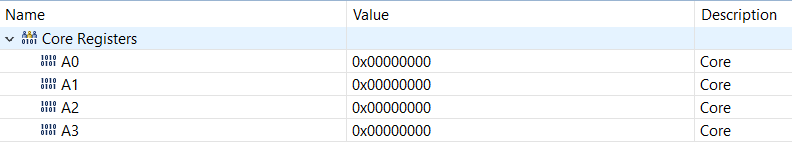 Name Value Description
Core Registers
A0 0x00000000 Core
A1 0x00000000 Core
A2 0x00000000 Core
A3 0x00000000 Core